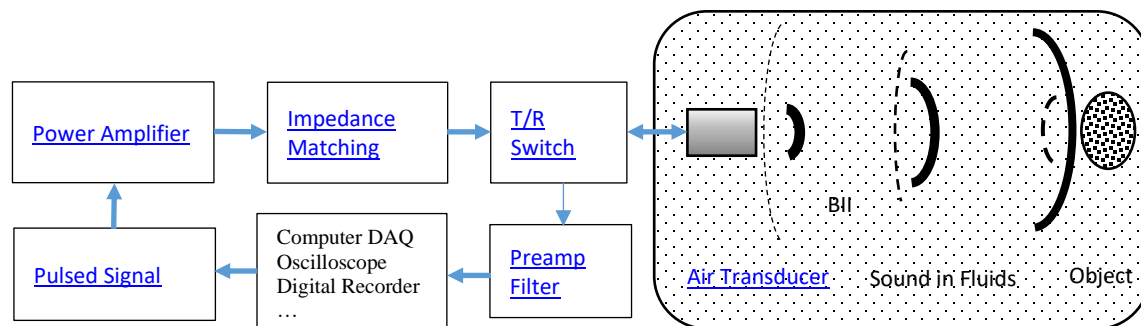 Power Amplifier
Impedance
Matching
T/R
Switch
BII
Pulsed Signal
Computer DAQ
Oscilloscope
Digital Recorder
…
Preamp
Filter
Air Transducer
Sound in Fluids
Object